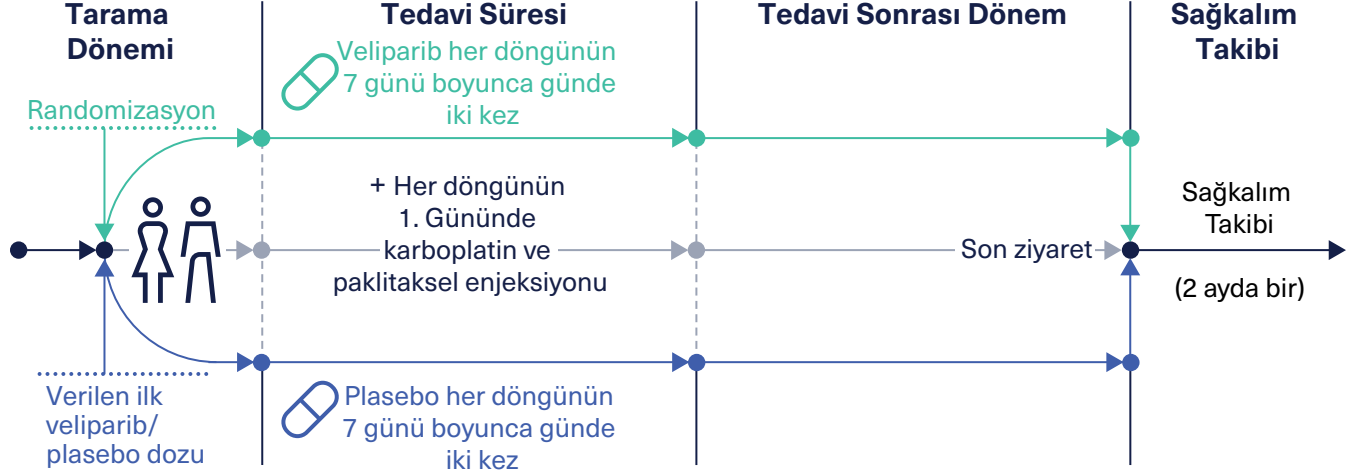 Tarama
Dönemi
Tedavi Süresi
Tedavi Sonrası Dönem
Sağkalım
Takibi
Randomizasyon
Veliparib her döngünün
7 günü boyunca günde
iki kez
+ Her döngünün
1. Gününde
karboplatin ve
paklitaksel enjeksiyonu
Son ziyaret
Sağkalım
Takibi
(2 ayda bir)
Verilen ilk
veliparib/
plasebo dozu
Plasebo her döngünün
7 günü boyunca günde
iki kez